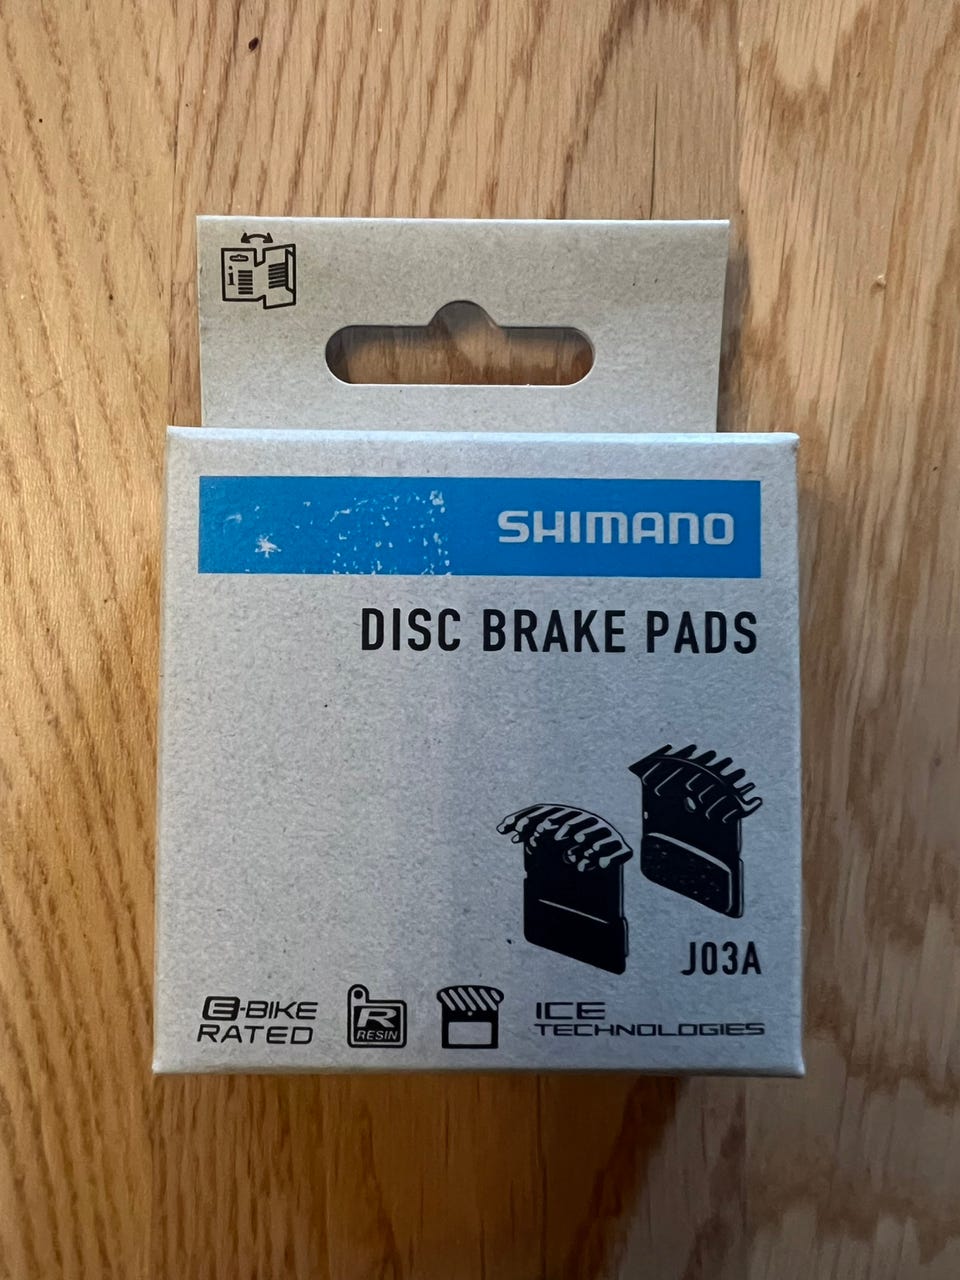 i
SHIMANO
DISC BRAKE PADS
J03A
E-BIKE
RATED
R
RESIN
ICE
TECHNOLOGIES